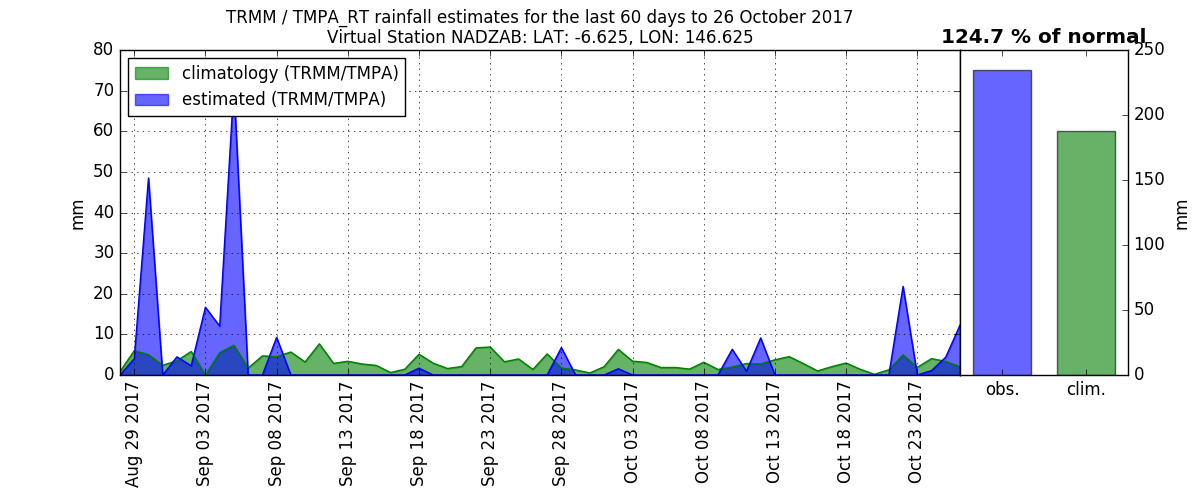 TRMM / TMPA_RT rainfall estimates for the last 60 days to 26 October 2017
Virtual Station NADZAB: LAT: -6.625, LON: 146.625
124.7 % of normal
climatology (TRMM/TMPA)
estimated (TRMM/TMPA)
80
70
60
50
40
30
20
10
0
mm
Aug 29 2017
Sep 03 2017
Sep 08 2017
Sep 13 2017
Sep 18 2017
Sep 23 2017
Sep 28 2017
Oct 03 2017
Oct 08 2017
Oct 13 2017
Oct 18 2017
Oct 23 2017
obs.
clim.
250
200
150
100
50
0
mm